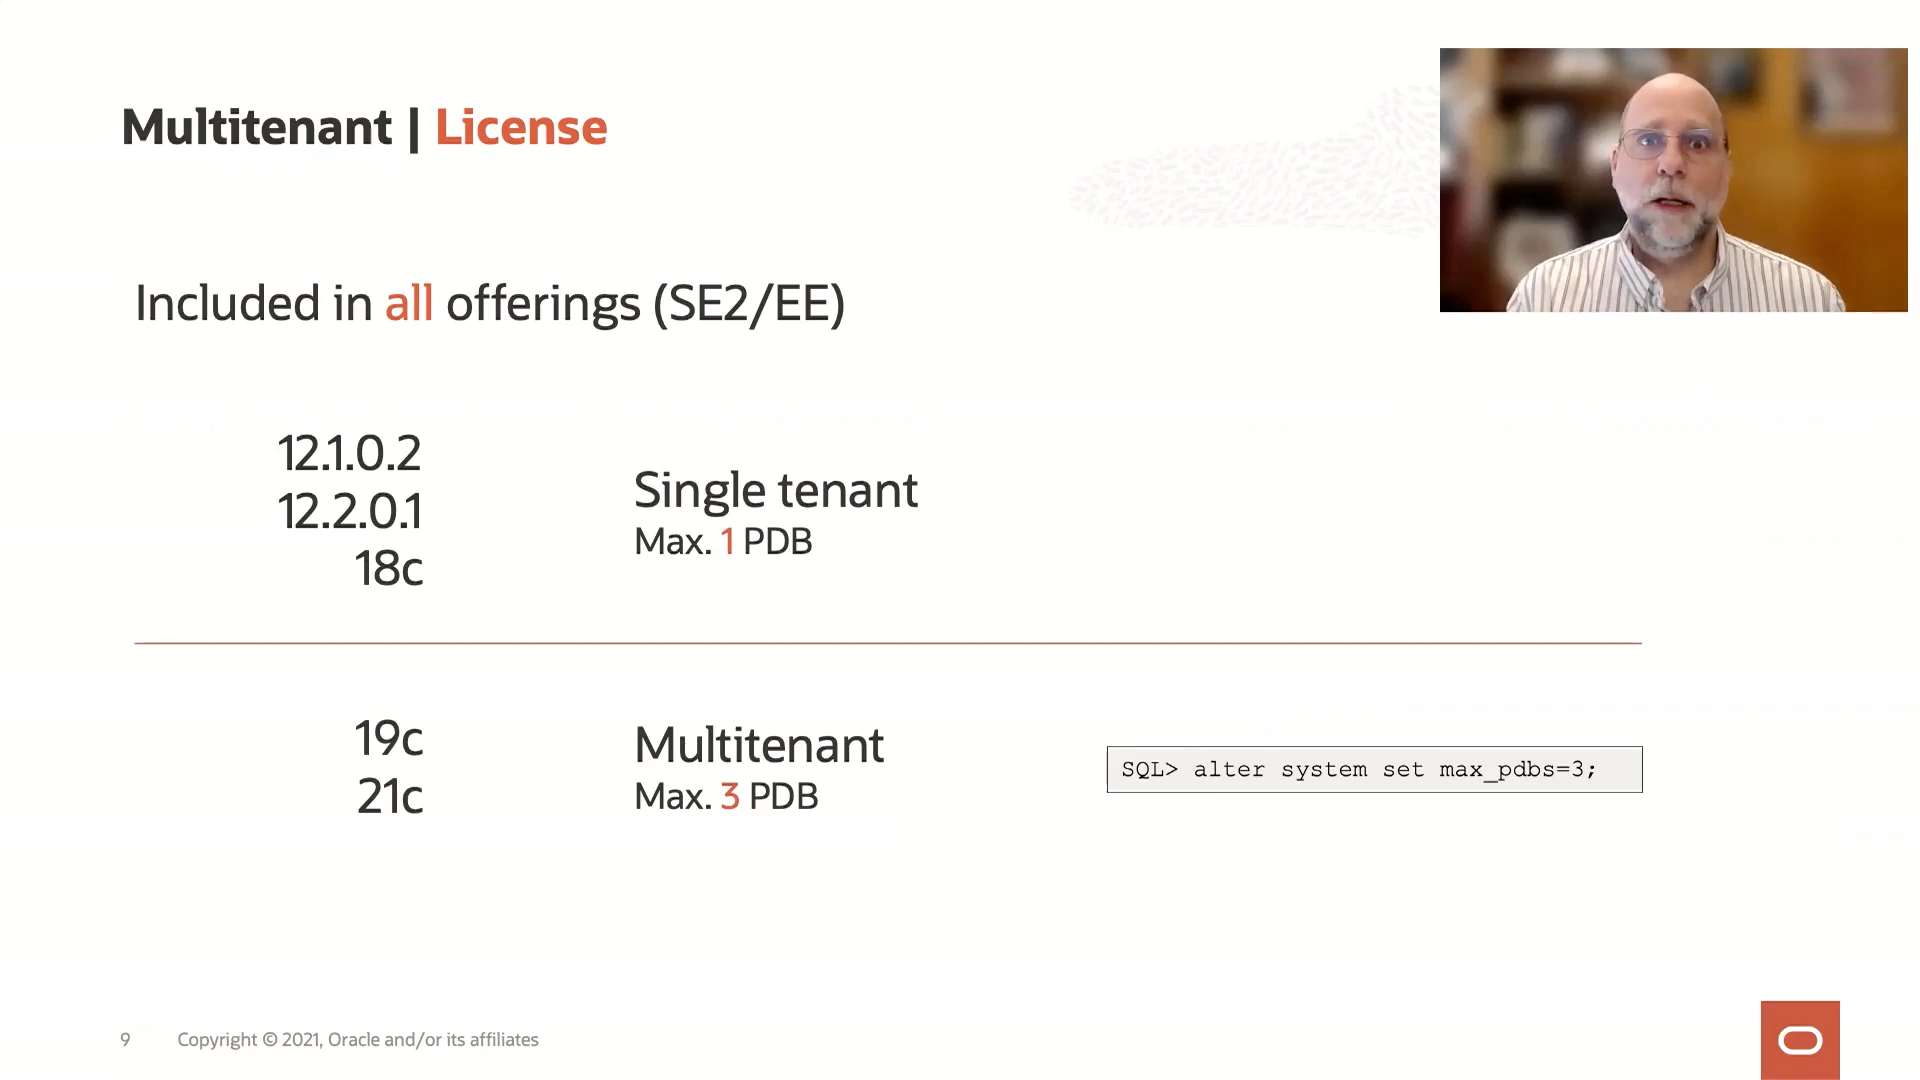 Multitenant | License
Included in all offerings (SE2/EE)
12.1.0.2
12.2.0.1
18c
Single tenant
Max. 1 PDB
19c
21c
Multitenant
Max. 3 PDB
SQL> alter system set max_pdbs=3;
9 Copyright © 2021, Oracle and/or its affiliates